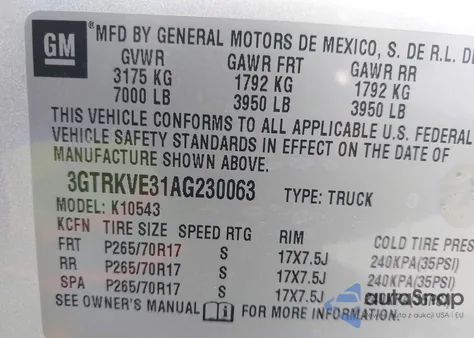 GM
MFD BY GENERAL MOTORS DE MEXICO, S. DE R.L. DE
GVWR GAWR FRT GAWR RR
3175 KG 1792 KG 1792 KG
7000 LB 3950 LB 3950 LB
THIS VEHICLE CONFORMS TO ALL APPLICABLE U.S. FEDERAL
VEHICLE SAFETY STANDARDS IN EFFECT ON THE DATE OF
MANUFACTURE SHOWN ABOVE.
3GTRKVE31AG230063 TYPE: TRUCK
MODEL: K10543
KCFN TIRE SIZE SPEED RTG RIM COLD TIRE PRES
FRT P265/70R17 S 17X7.5J 240KPA(35PSI)
RR P265/70R17 S 17X7.5J 240KPA(35PSI)
SPA P265/70R17 S 17X7.5J
SEE OWNER'S MANUAL FOR MORE INFORMATION.
autoSnap
auta z aukcji USA i EU